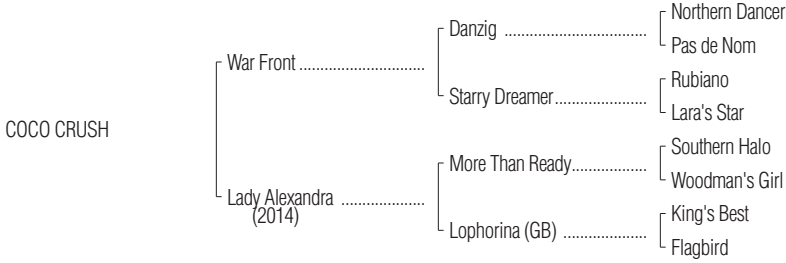 Northern Dancer
Danzig ..................................
Pas de Nom
War Front ..............................
Rubiano
Starry Dreamer......................
Lara's Star
COCO CRUSH
Southern Halo
More Than Ready..................
Woodman's Girl
Lady Alexandra ....................
(2014)
King's Best
Lophorina (GB) ....................
Flagbird